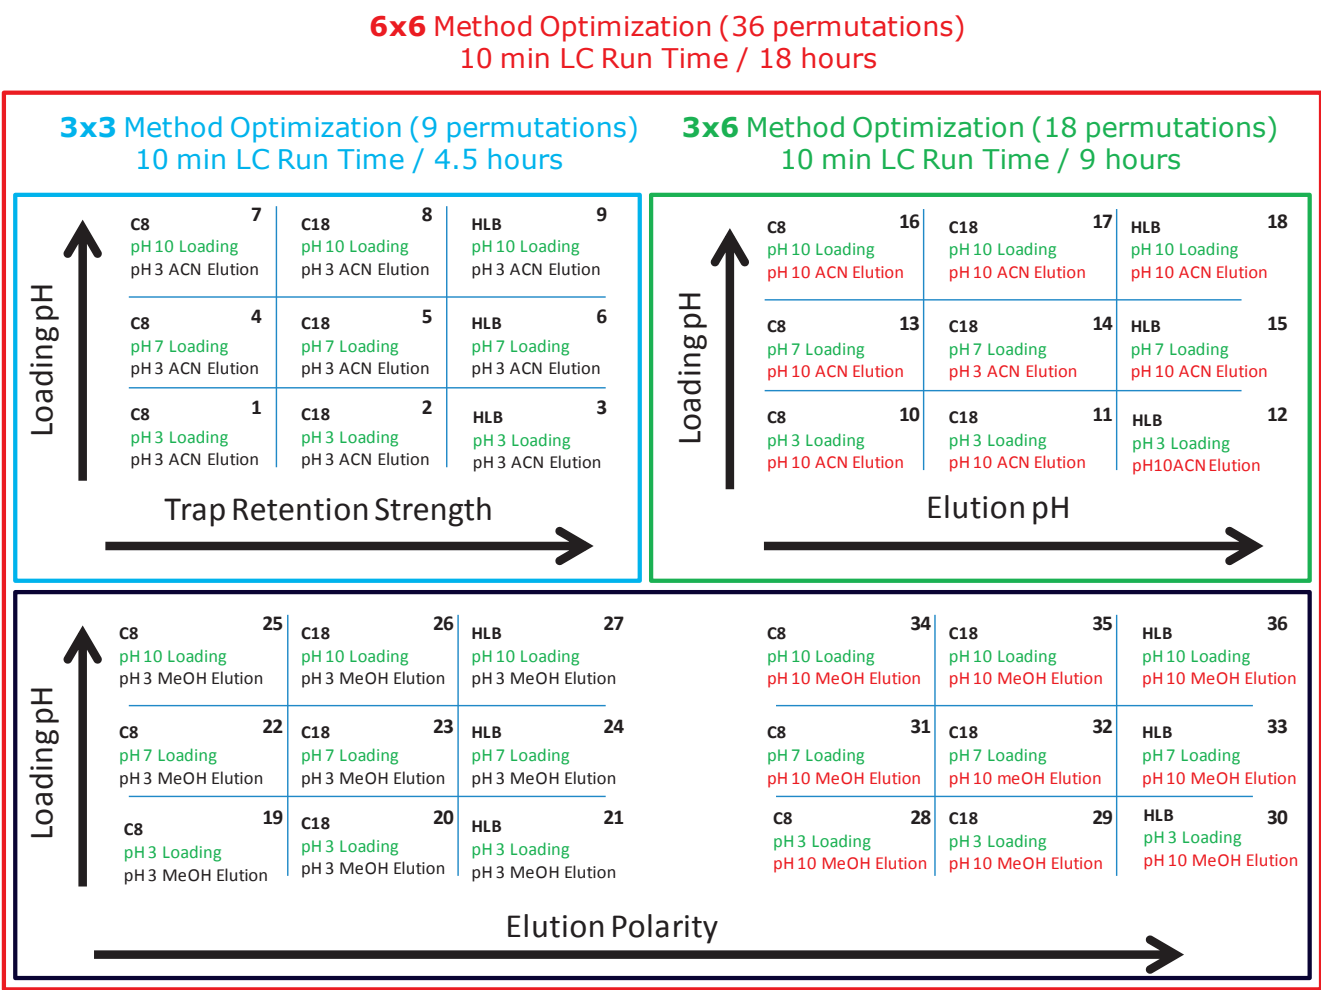 6x6 Method Optimization (36 permutations)
10 min LC Run Time / 18 hours
3x3 Method Optimization (9 permutations)
10 min LC Run Time / 4.5 hours
3x6 Method Optimization (18 permutations)
10 min LC Run Time / 9 hours
Loading pH
C8 7
pH 10 Loading
pH 3 ACN Elution
C18 8
pH 10 Loading
pH 3 ACN Elution
HLB 9
pH 10 Loading
pH 3 ACN Elution
C8 4
pH 7 Loading
pH 3 ACN Elution
C18 5
pH 7 Loading
pH 3 ACN Elution
HLB 6
pH 7 Loading
pH 3 ACN Elution
C8 1
pH 3 Loading
pH 3 ACN Elution
C18 2
pH 3 Loading
pH 3 ACN Elution
HLB 3
pH 3 Loading
pH 3 ACN Elution
Trap Retention Strength
Loading pH
C8 16
pH 10 Loading
pH 10 ACN Elution
C18 17
pH 10 Loading
pH 10 ACN Elution
HLB 18
pH 10 Loading
pH 10 ACN Elution
C8 13
pH 7 Loading
pH 10 ACN Elution
C18 14
pH 7 Loading
pH 3 ACN Elution
HLB 15
pH 7 Loading
pH 10 ACN Elution
C8 10
pH 3 Loading
pH 10 ACN Elution
C18 11
pH 3 Loading
pH 10 ACN Elution
HLB 12
pH 3 Loading
pH10ACN Elution
Elution pH
Loading pH
C8 25
pH 10 Loading
pH 3 MeOH Elution
C18 26
pH 10 Loading
pH 3 MeOH Elution
HLB 27
pH 10 Loading
pH 3 MeOH Elution
C8 34
pH 10 Loading
pH 10 MeOH Elution
C18 35
pH 10 Loading
pH 10 MeOH Elution
HLB 36
pH 10 Loading
pH 10 MeOH Elution
C8 22
pH 7 Loading
pH 3 MeOH Elution
C18 23
pH 7 Loading
pH 3 MeOH Elution
HLB 24
pH 7 Loading
pH 3 MeOH Elution
C8 31
pH 7 Loading
pH 10 MeOH Elution
C18 32
pH 7 Loading
pH 10 meOH Elution
HLB 33
pH 7 Loading
pH 10 MeOH Elution
C8 19
pH 3 Loading
pH 3 MeOH Elution
C18 20
pH 3 Loading
pH 3 MeOH Elution
HLB 21
pH 3 Loading
pH 3 MeOH Elution
C8 28
pH 3 Loading
pH 10 MeOH Elution
C18 29
pH 3 Loading
pH 10 MeOH Elution
HLB 30
pH 3 Loading
pH 10 MeOH Elution
Elution Polarity